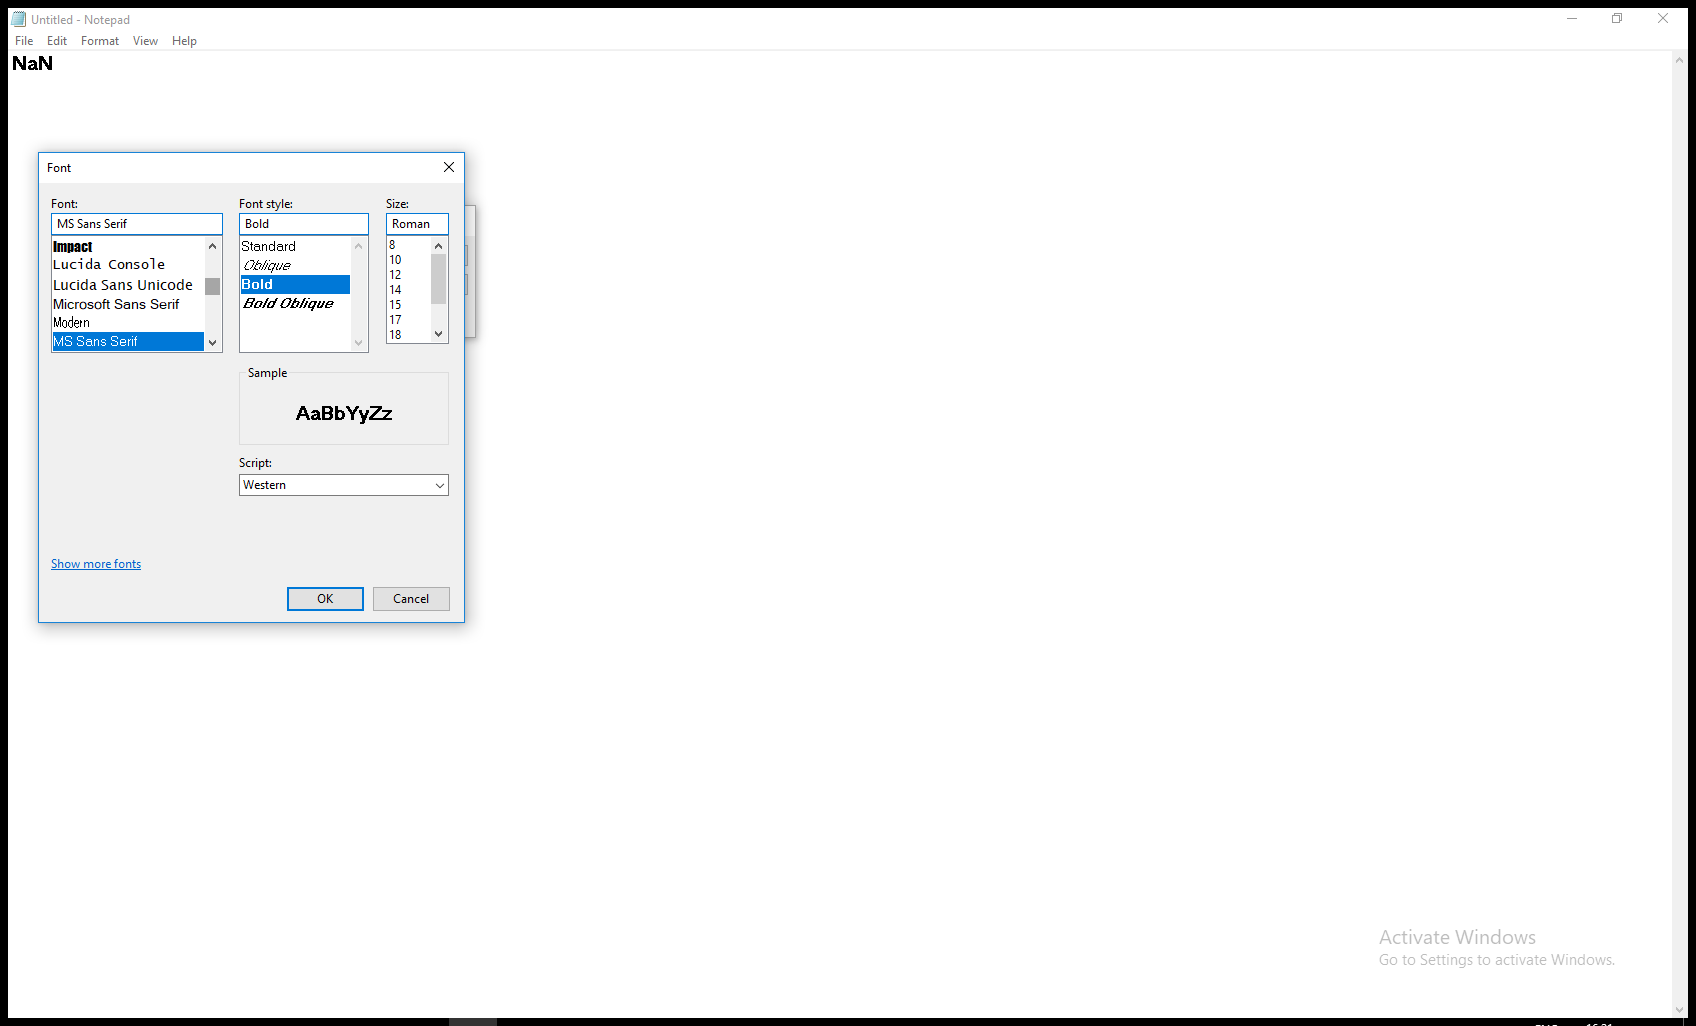 Untitled - Notepad
File Edit Format View Help
NaN
Font
Font: Font style: Size:
MS Sans Serif Bold Roman
Impact
Lucida Console
Lucida Sans Unicode
Microsoft Sans Serif
Modern
MS Sans Serif
Standard
Oblique
Bold
Bold Oblique
8
10
12
14
15
17
18
Sample
AaBbYyZz
Script:
Western
Show more fonts
OK Cancel
Activate Windows
Go to Settings to activate Windows.